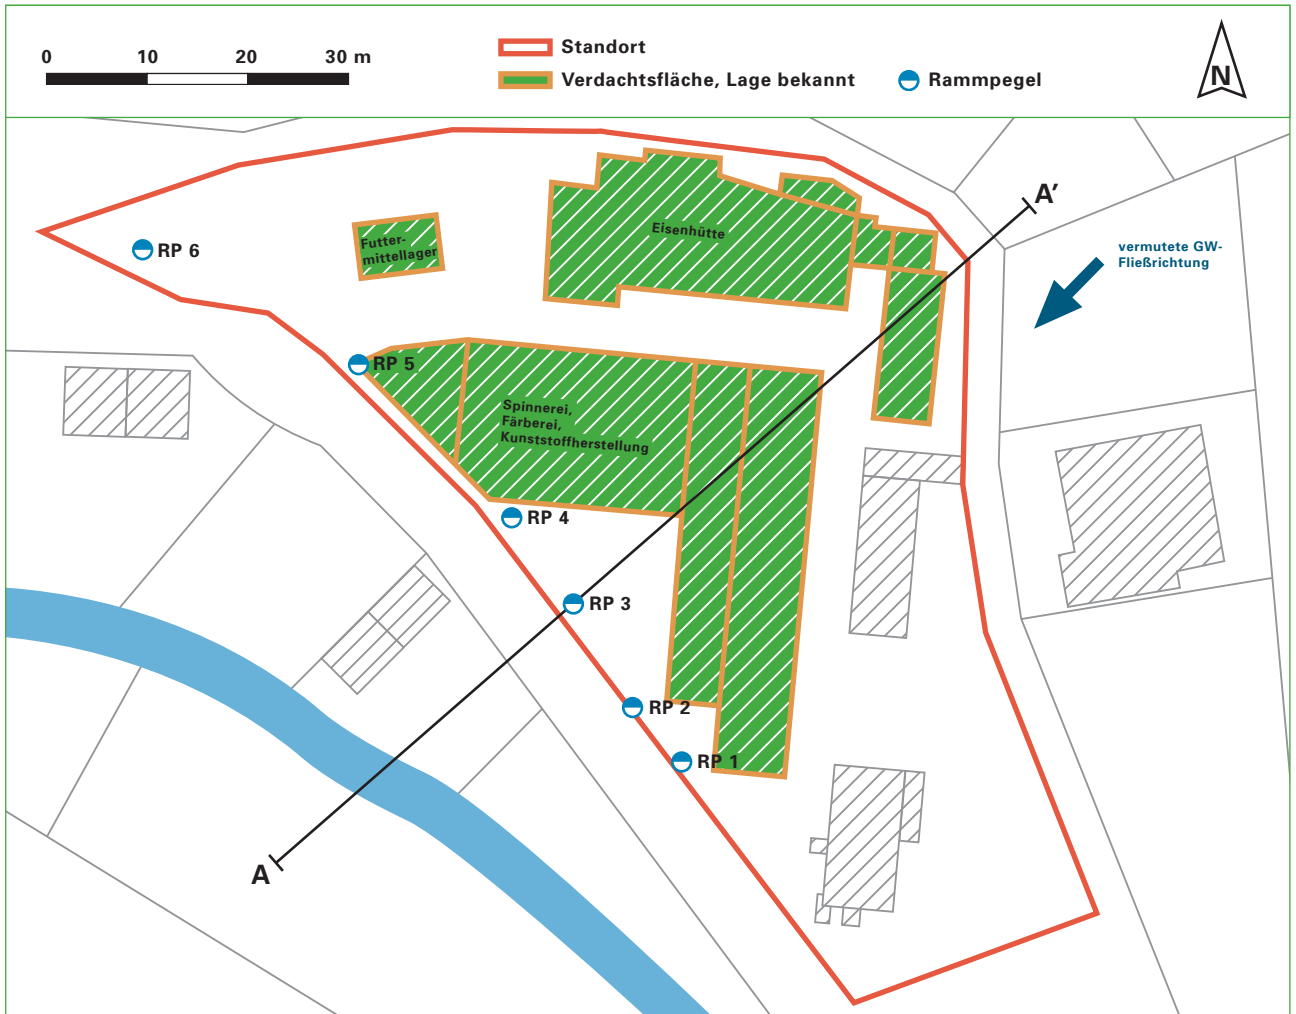 0 10 20 30 m
Standort
Verdachtsfläche, Lage bekannt
Rammpegel
N
A’
vermutete GW-
Fließrichtung
Eisenhütte
Futter-
mittellager
RP 6
RP 5
Spinnerei,
Färberei,
Kunststoffherstellung
RP 4
RP 3
RP 2
RP 1
A